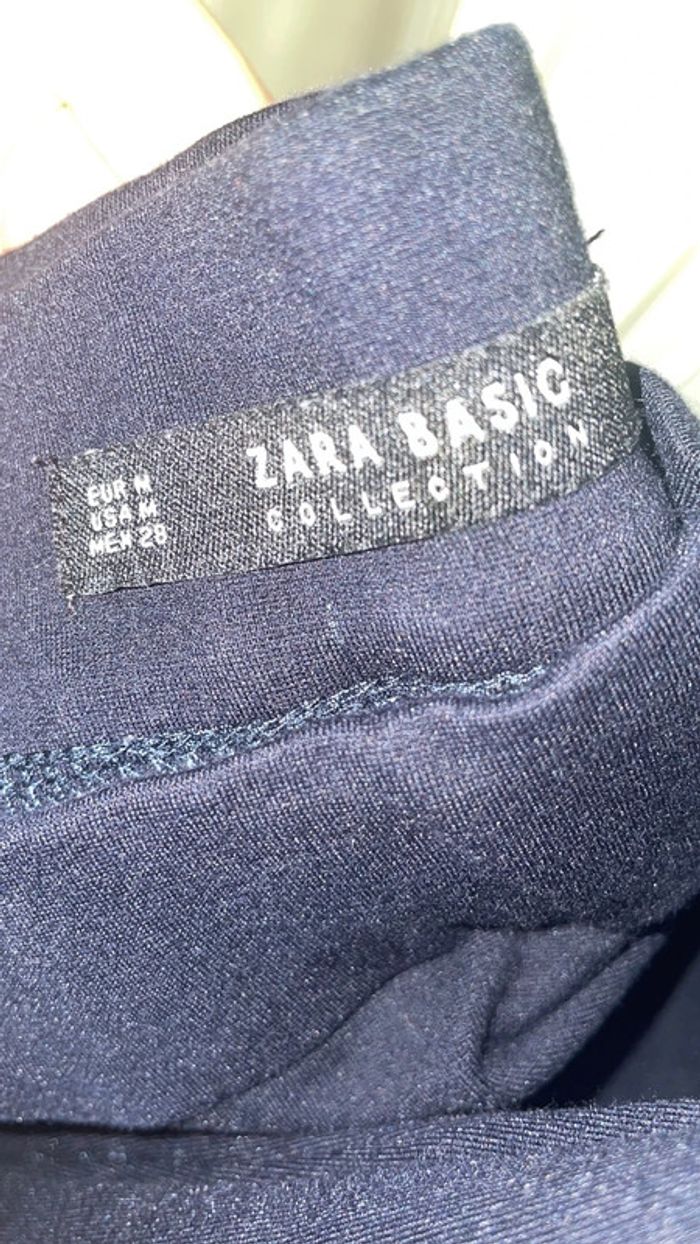 ZARA BASIC
COLLECTION
EUR M
USA M
MEX 28